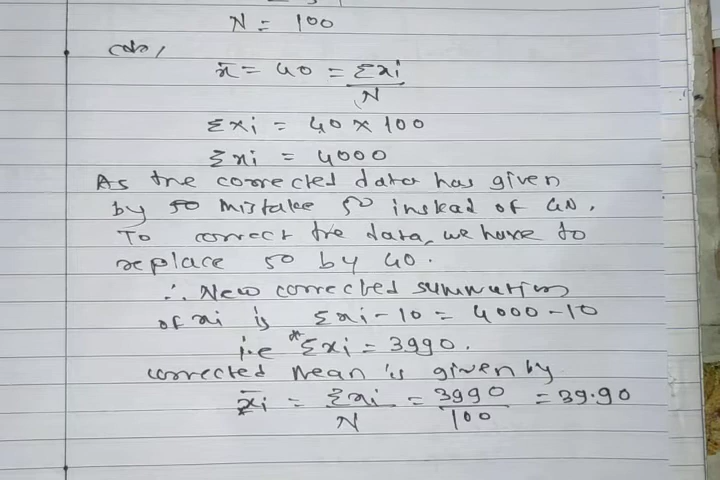 N = 100
x̄ = 40 = Σxi
N
Σxi = 40 × 100
Σxi = 4000
As the corrected data has given
by 50 mistake 50 instead of 40.
To correct the data, we have to
replace 50 by 40.
∴ New corrected summation
of xi is Σxi - 10 = 4000 - 10
i.e Σxi = 3990.
corrected mean is given by
x̄i = Σxi / N = 3990 / 100 = 39.90